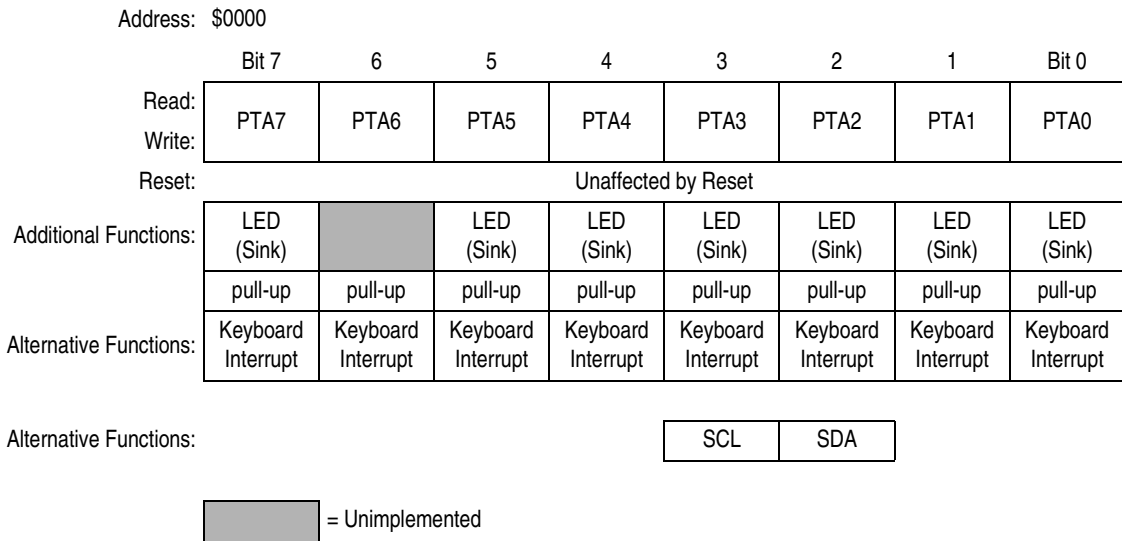 Address: $0000
Bit 7 6 5 4 3 2 1 Bit 0
Read:
PTA7 PTA6 PTA5 PTA4 PTA3 PTA2 PTA1 PTA0
Write:
Reset: Unaffected by Reset
Additional Functions: LED (Sink) LED (Sink) LED (Sink) LED (Sink) LED (Sink) LED (Sink) LED (Sink)
pull-up pull-up pull-up pull-up pull-up pull-up pull-up pull-up
Alternative Functions: Keyboard Interrupt Keyboard Interrupt Keyboard Interrupt Keyboard Interrupt Keyboard Interrupt Keyboard Interrupt Keyboard Interrupt Keyboard Interrupt
Alternative Functions: SCL SDA
= Unimplemented